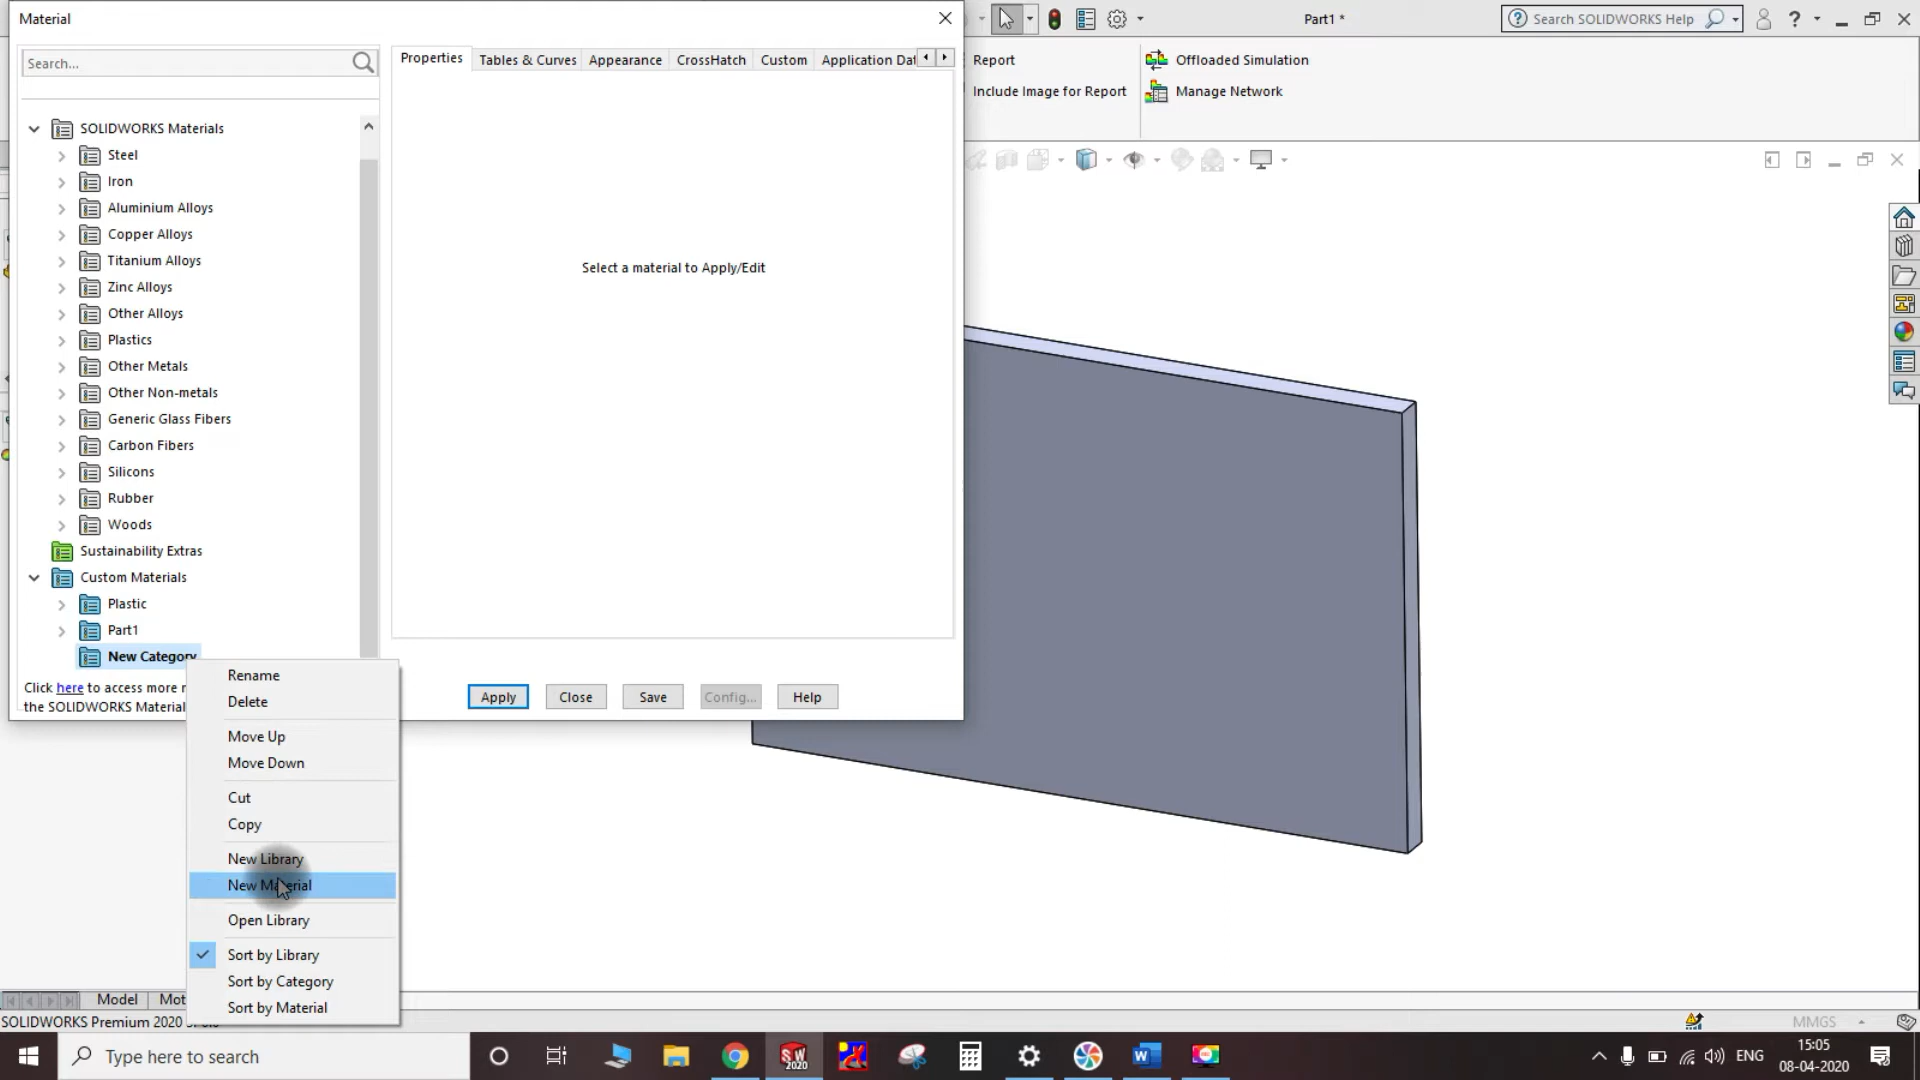 Material
Part1 *
Search SOLIDWORKS Help
Search...
Properties
Tables & Curves
Appearance
CrossHatch
Custom
Application Dat
Report
Offloaded Simulation
Include Image for Report
Manage Network
SOLIDWORKS Materials
Steel
Iron
Aluminium Alloys
Copper Alloys
Titanium Alloys
Zinc Alloys
Other Alloys
Plastics
Other Metals
Other Non-metals
Generic Glass Fibers
Carbon Fibers
Silicons
Rubber
Woods
Sustainability Extras
Custom Materials
Plastic
Part1
New Category
Select a material to Apply/Edit
Click here to access more
the SOLIDWORKS Material
Apply
Close
Save
Config...
Help
Rename
Delete
Move Up
Move Down
Cut
Copy
New Library
New Material
Open Library
Sort by Library
Sort by Category
Sort by Material
Model
Mot
SOLIDWORKS Premium 2020
MMGS
Type here to search
SW
2020
ENG
15:05
08-04-2020